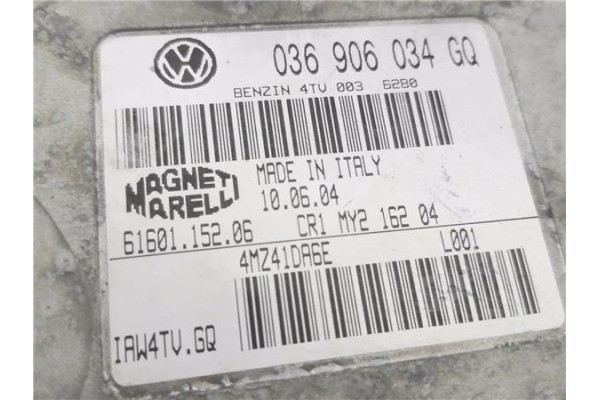 036 906 034 GQ
BENZIN 4TV 003 6280
MAGNETI MARELLI
MADE IN ITALY
10.06.04
61601.152.06 CR1 MY2 162 04
4MZ41DA6E L001
IAW4TV.GQ